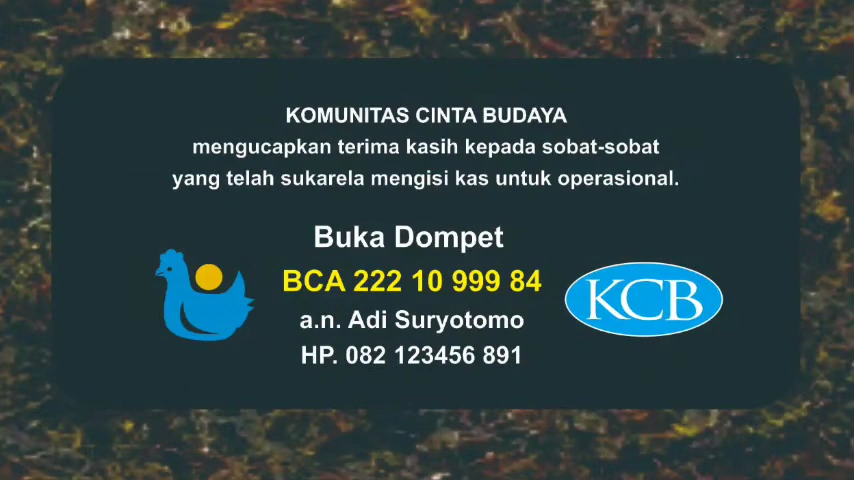 KOMUNITAS CINTA BUDAYA
mengucapkan terima kasih kepada sobat-sobat
yang telah sukarela mengisi kas untuk operasional.
Buka Dompet
BCA 222 10 999 84
a.n. Adi Suryotomo
HP. 082 123456 891
KCB